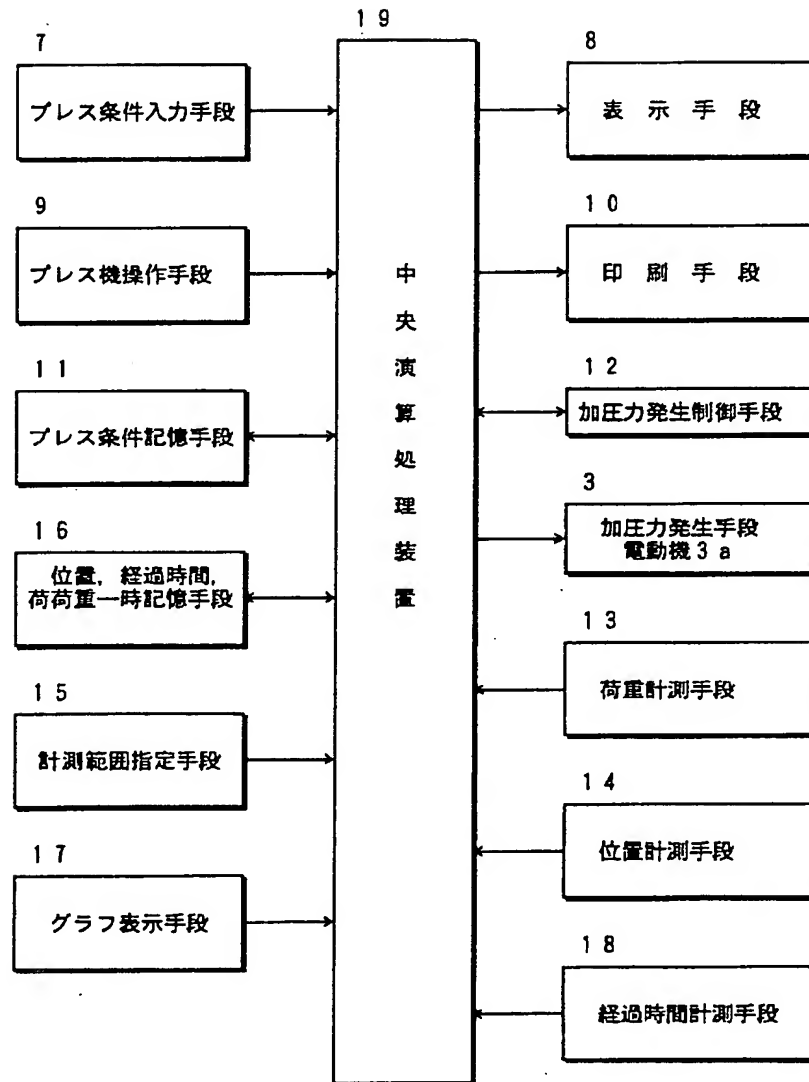 19
7
プレス条件入力手段
8
表示手段
9
プレス機操作手段
10
印刷手段
中央演算処理装置
11
プレス条件記憶手段
12
加圧力発生制御手段
16
位置,経過時間,
荷荷重一時記憶手段
3
加圧力発生手段
電動機3a
13
荷重計測手段
15
計測範囲指定手段
14
位置計測手段
17
グラフ表示手段
18
経過時間計測手段